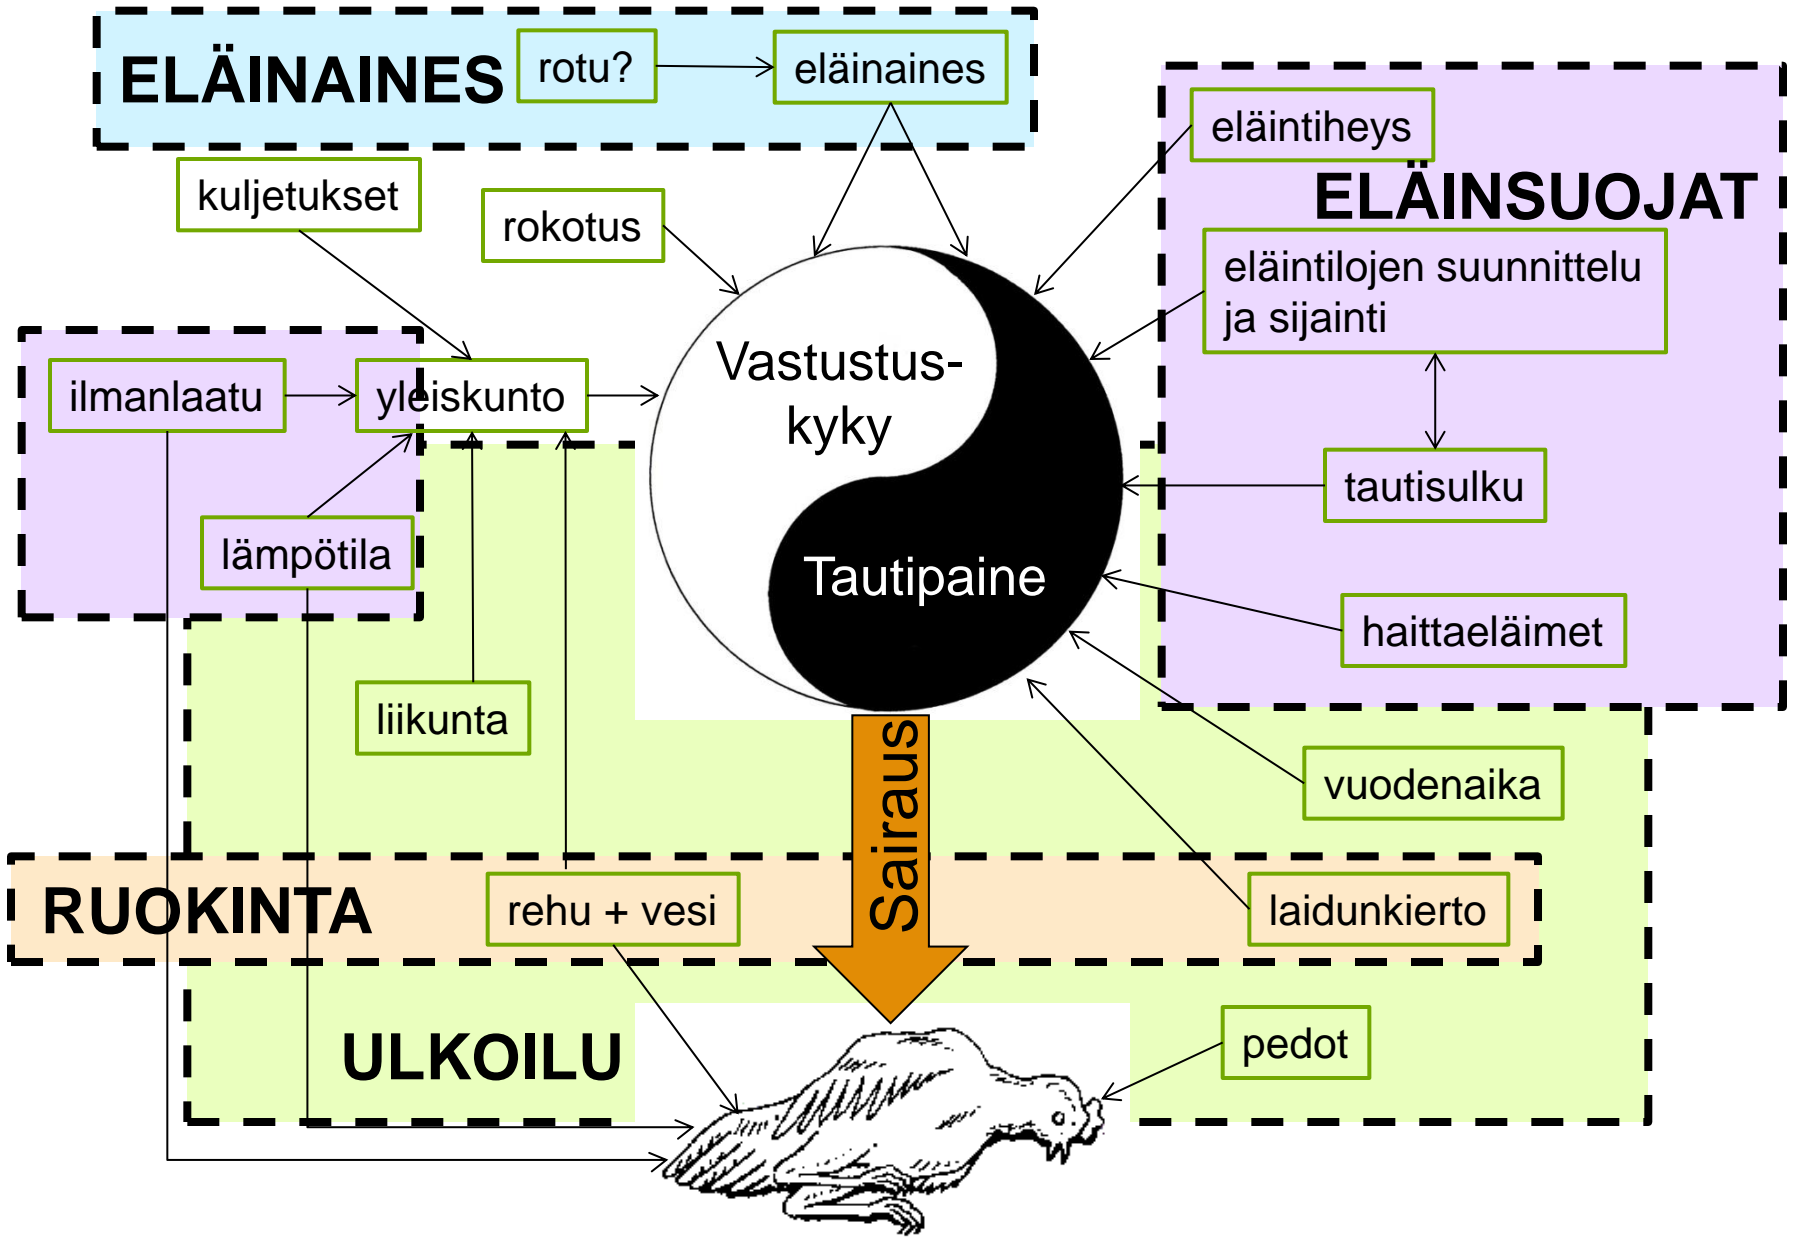 ELÄINAINES
rotu?
eläinaines
eläintiheys
ELÄINSUOJAT
kuljetukset
rokotus
eläintilojen suunnittelu
ja sijainti
Vastustus-
kyky
ilmanlaatu
yleiskunto
tautisulku
lämpötila
Tautipaine
haittaeläimet
liikunta
Sairaus
vuodenaika
RUOKINTA
rehu + vesi
laidunkierto
ULKOILU
pedot